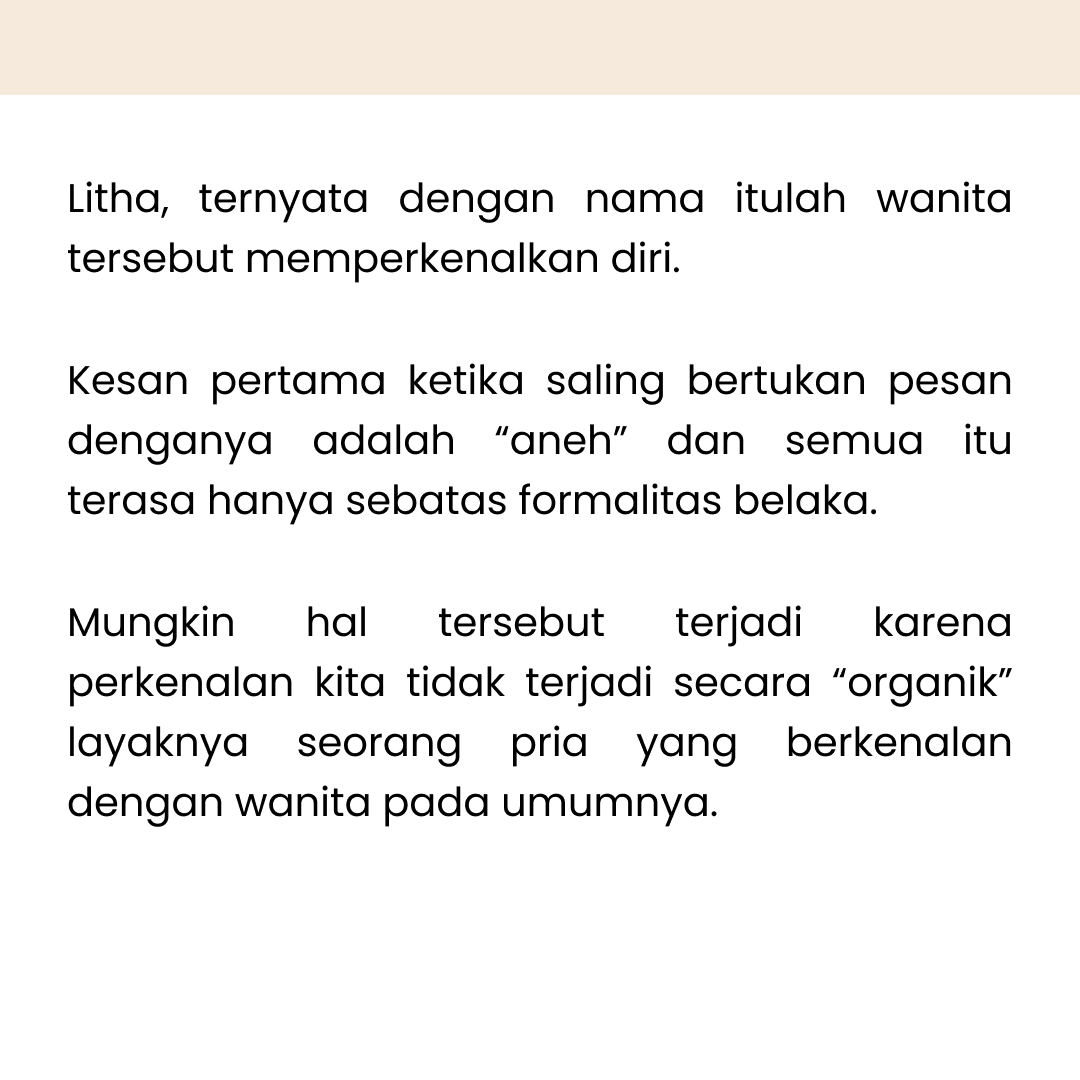 Litha, ternyata dengan nama itulah wanita
tersebut memperkenalkan diri.
Kesan pertama ketika saling bertukan pesan
denganya adalah “aneh” dan semua itu
terasa hanya sebatas formalitas belaka.
Mungkin hal tersebut terjadi karena
perkenalan kita tidak terjadi secara “organik”
layaknya seorang pria yang berkenalan
dengan wanita pada umumnya.